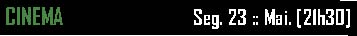 CINEMA Seg. 23 :: Mai. (21h30)